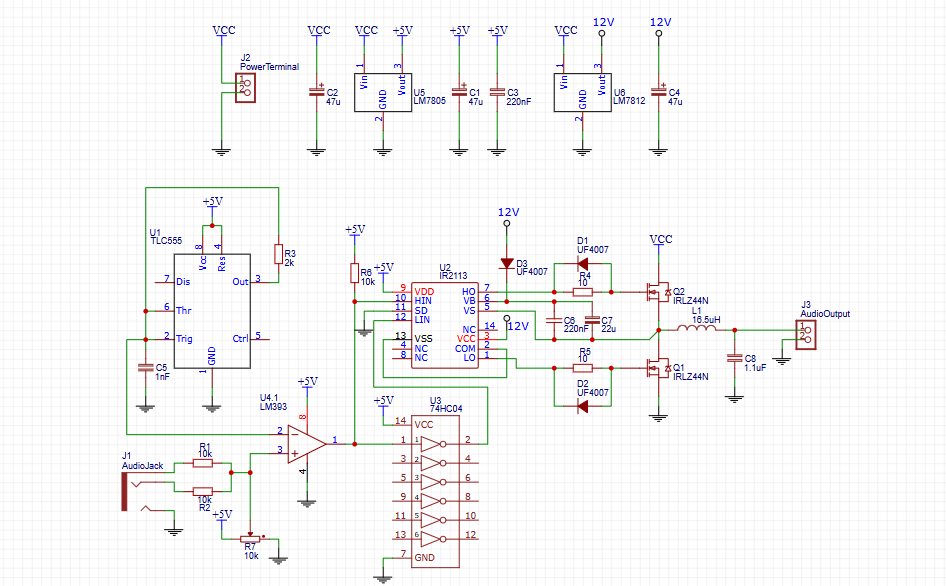 VCC VCC VCC +5V +5V +5V VCC 12V 12V
J2
PowerTerminal
1
2
C2
47u
1 3
Vin Vout
GND
2
U5
LM7805
C1
47u
C3
220nF
1 3
Vin Vout
GND
2
U6
LM7812
C4
47u
+5V
U1
TLC555
8 4
Vcc Res
7 Dis Out 3
6 Thr
2 Trig Ctrl 5
GND
1
R3
2k
C5
1nF
+5V
R6
10k
+5V
U2
IR2113
9 VDD HO 7
10 HIN VB 6
11 SD VS 5
12 LIN
NC 14
13 VSS VCC 3
4 NC COM 2
8 NC LO 1
12V
D3
UF4007
12V
D1
UF4007
R4
10
C6
220nF
C7
22u
R5
10
D2
UF4007
VCC
Q2
IRLZ44N
L1
16.5uH
Q1
IRLZ44N
C8
1.1uF
J3
AudioOutput
1
2
U4.1
LM393
+5V
8
2
3
1
4
J1
AudioJack
R1
10k
10k
R2
+5V
R7
10k
+5V
U3
74HC04
14 VCC
1 1 2
3 2 4
5 3 6
9 4 8
11 5 10
13 6 12
7 GND